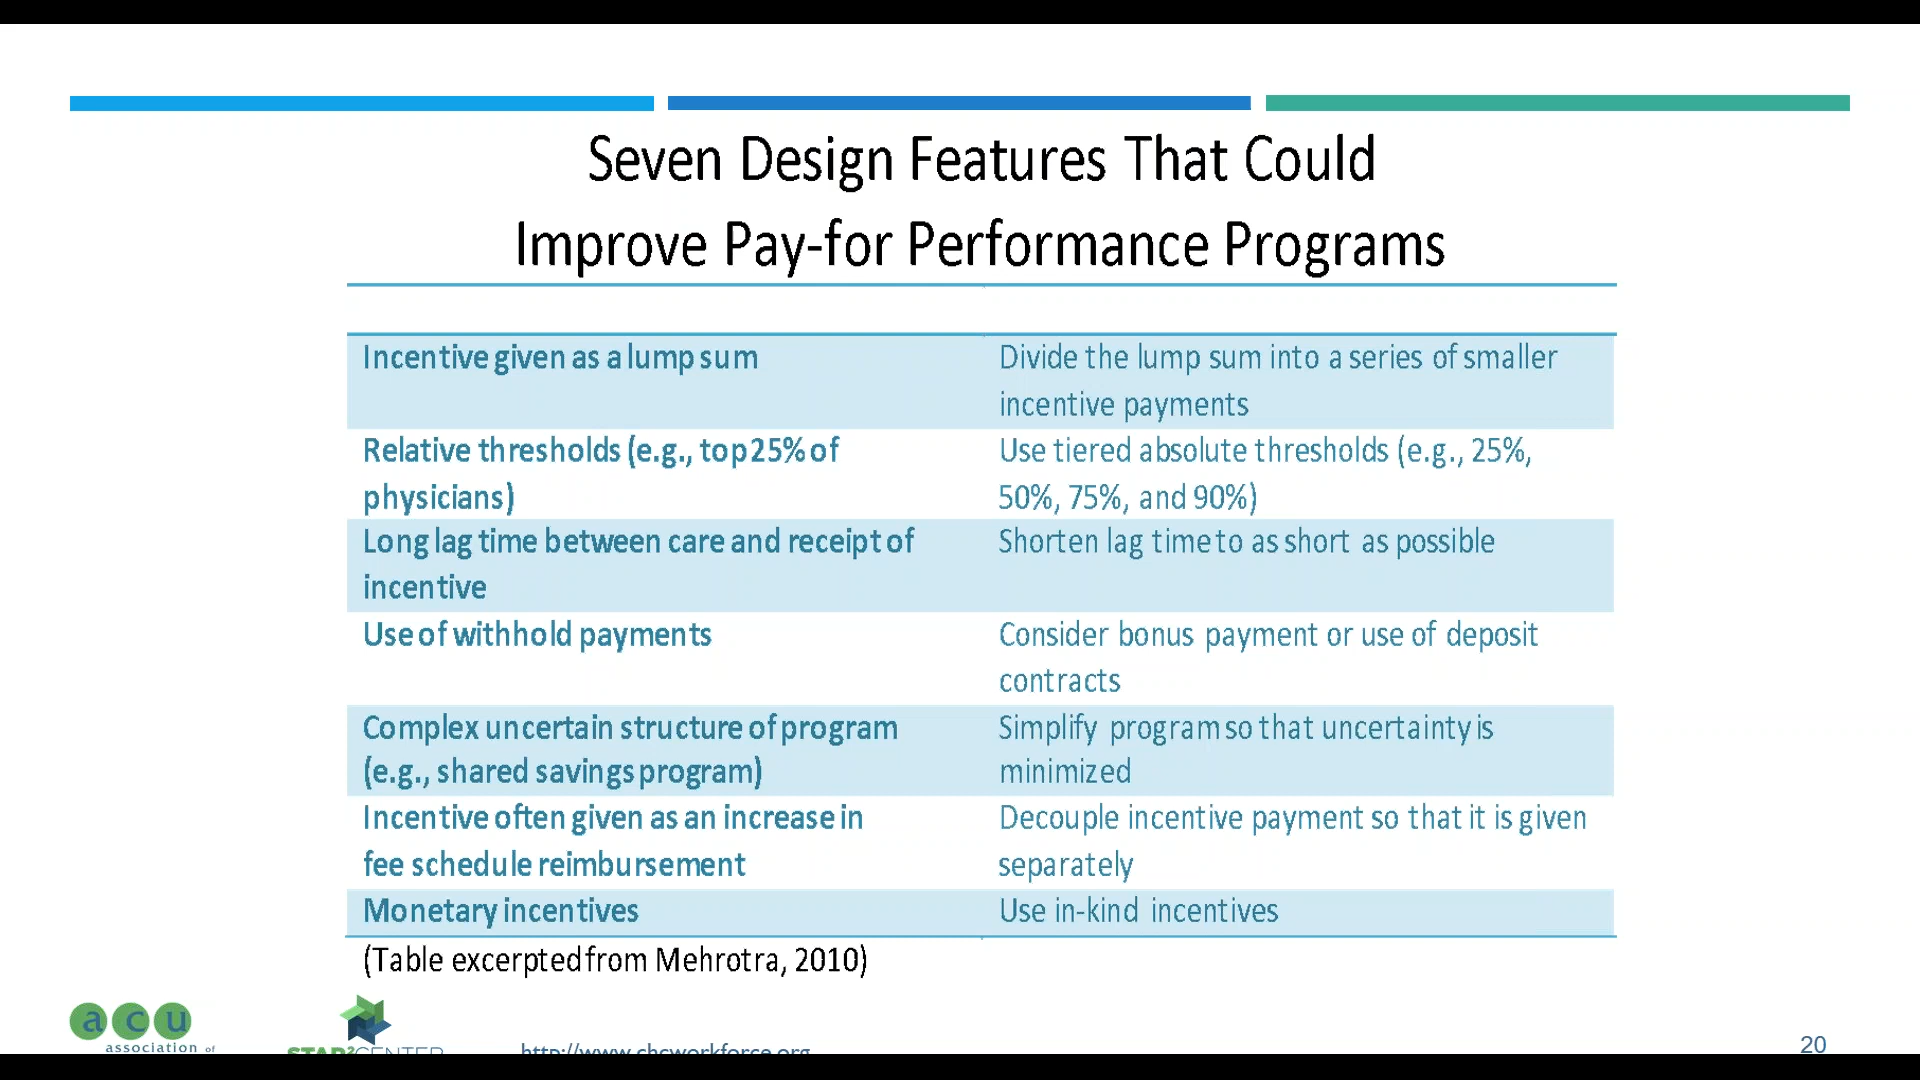 Seven Design Features That Could
Improve Pay-for Performance Programs
Incentive given as a lump sum
Divide the lump sum into a series of smaller
incentive payments
Relative thresholds (e.g., top 25% of
physicians)
Use tiered absolute thresholds (e.g., 25%,
50%, 75%, and 90%)
Long lag time between care and receipt of
incentive
Shorten lag time to as short as possible
Use of withhold payments
Consider bonus payment or use of deposit
contracts
Complex uncertain structure of program
(e.g., shared savings program)
Simplify program so that uncertainty is
minimized
Incentive often given as an increase in
fee schedule reimbursement
Decouple incentive payment so that it is given
separately
Monetary incentives
Use in-kind incentives
(Table excerpted from Mehrotra, 2010)
acu
association of
STAR²CENTER
http://www.chcworkforce.org
20